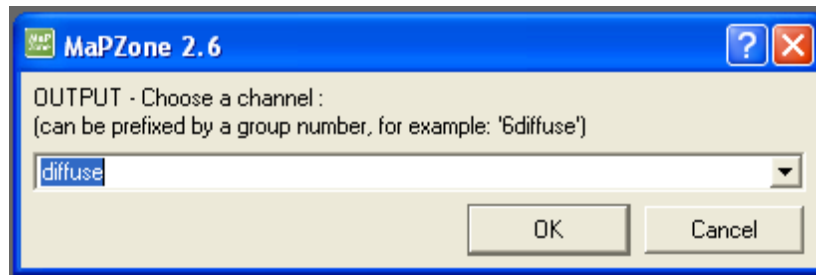 MaPZone 2.6
OUTPUT - Choose a channel :
(can be prefixed by a group number, for example: '6diffuse')
diffuse
OK Cancel